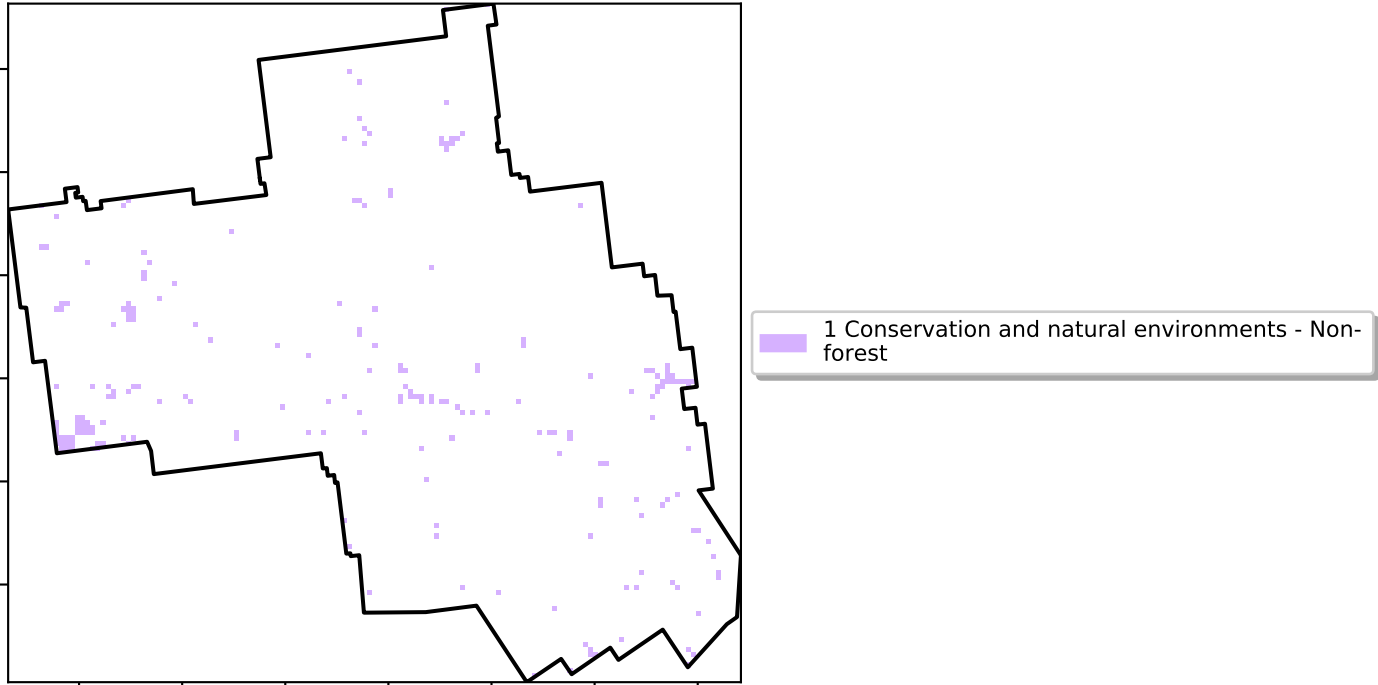 1 Conservation and natural environments - Non-
forest